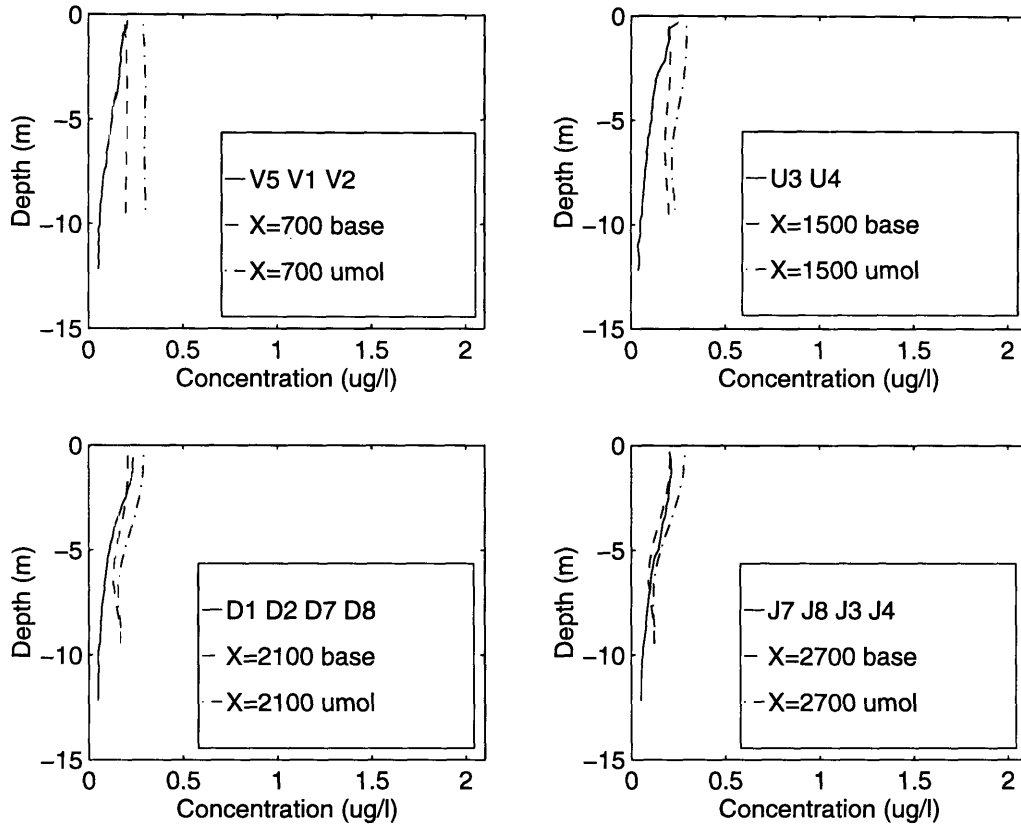 0
−5
−10
−15
Depth (m)
V5 V1 V2
X=700 base
X=700 umol
0 0.5 1 1.5 2
Concentration (ug/l)
0
−5
−10
−15
Depth (m)
U3 U4
X=1500 base
X=1500 umol
0 0.5 1 1.5 2
Concentration (ug/l)
0
−5
−10
−15
Depth (m)
D1 D2 D7 D8
X=2100 base
X=2100 umol
0 0.5 1 1.5 2
Concentration (ug/l)
0
−5
−10
−15
Depth (m)
J7 J8 J3 J4
X=2700 base
X=2700 umol
0 0.5 1 1.5 2
Concentration (ug/l)